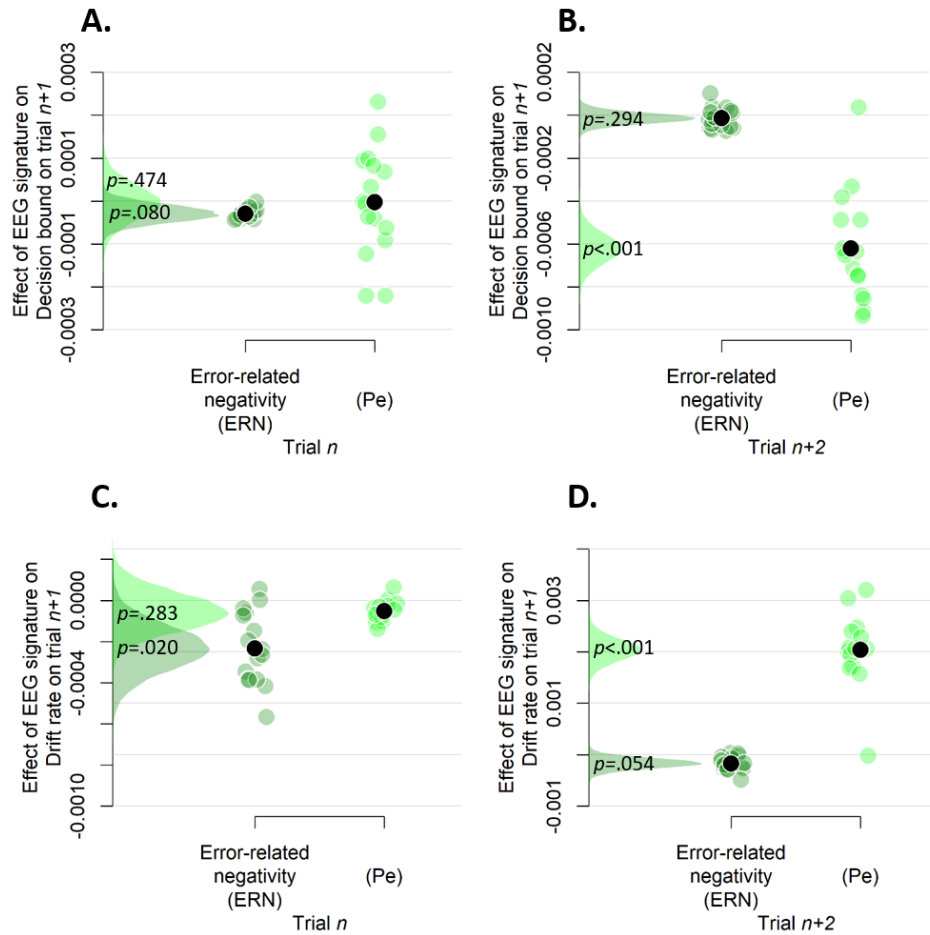 A.
Effect of EEG signature on
Decision bound on trial n+1
0.0003
0.0001
-0.0001
-0.0003
p=.474
p=.080
Error-related
negativity
(ERN)
(Pe)
Trial n
B.
Effect of EEG signature on
Decision bound on trial n+1
0.0002
-0.0002
-0.0006
-0.0010
p=.294
p<.001
Error-related
negativity
(ERN)
(Pe)
Trial n+2
C.
Effect of EEG signature on
Drift rate on trial n+1
0.0000
-0.0004
-0.0010
p=.283
p=.020
Error-related
negativity
(ERN)
(Pe)
Trial n
D.
Effect of EEG signature on
Drift rate on trial n+1
0.003
0.001
-0.001
p<.001
p=.054
Error-related
negativity
(ERN)
(Pe)
Trial n+2